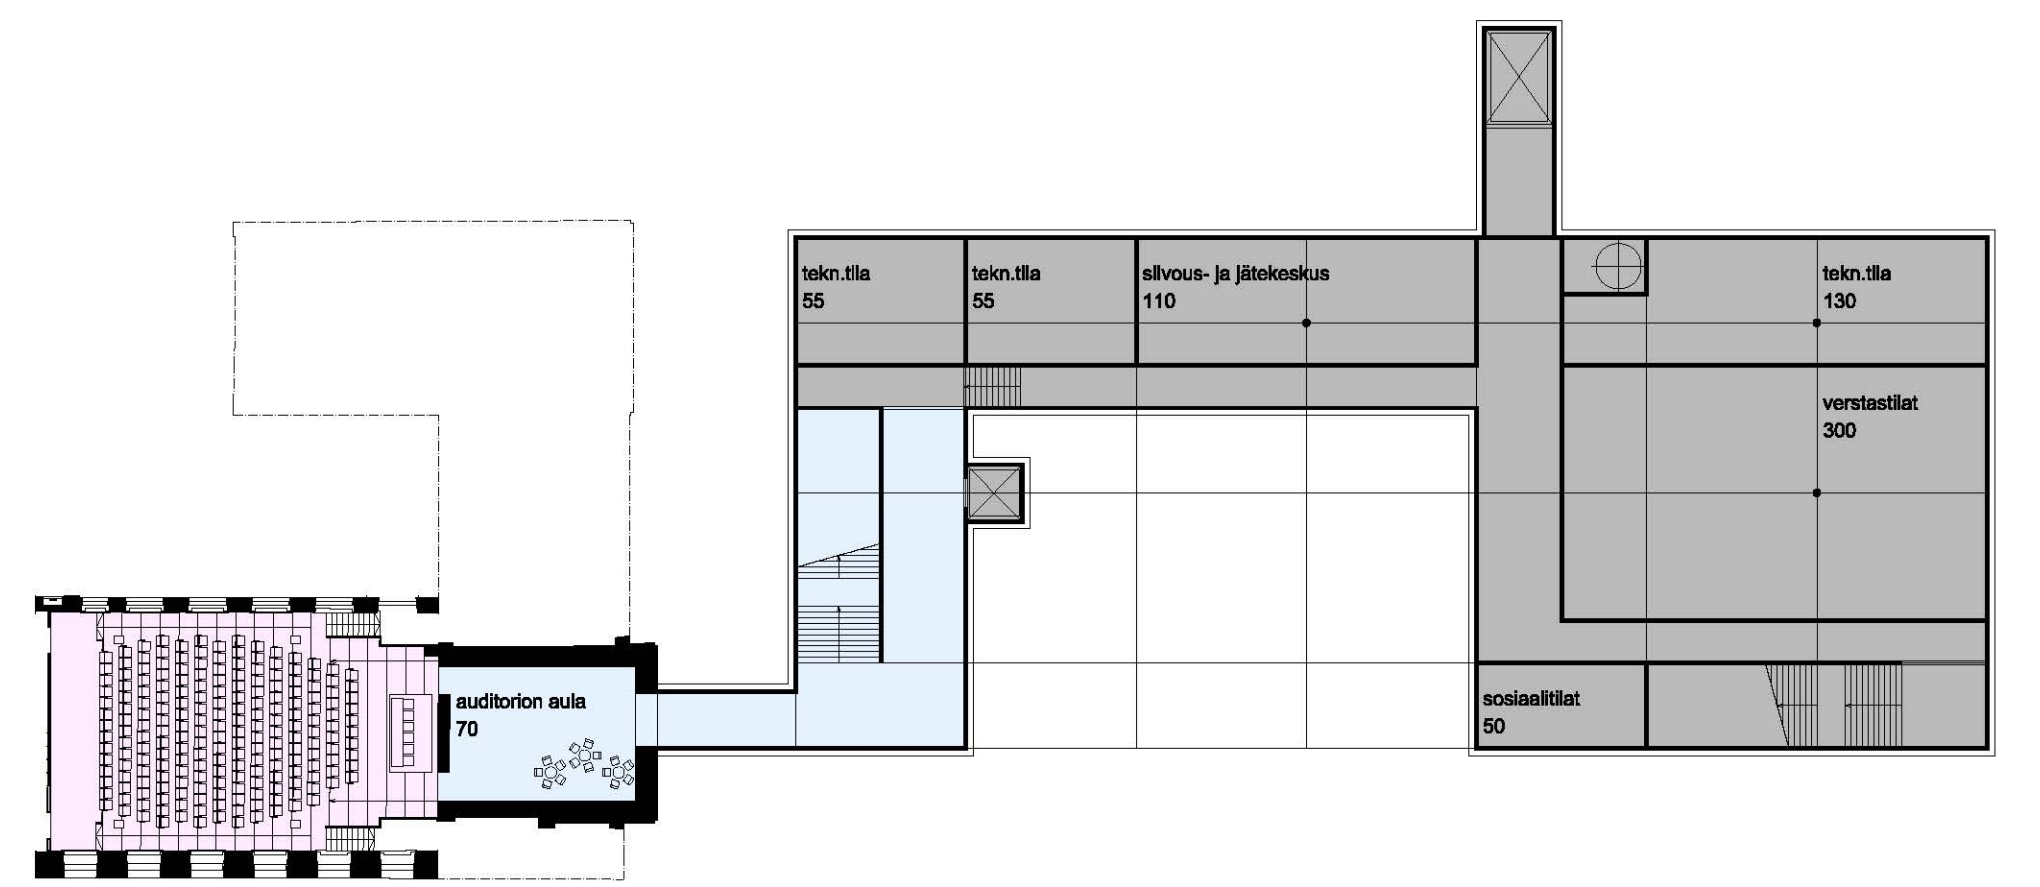 tekn.tila
55
tekn.tila
55
siivous- ja jätekeskus
110
tekn.tila
130
verstastilat
300
auditorion aula
70
sosiaalitilat
50